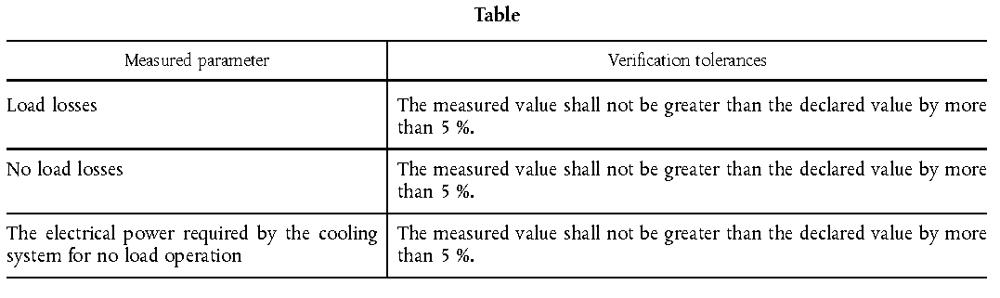 Table
Measured parameter
Verification tolerances
Load losses
The measured value shall not be greater than the declared value by more
than 5 %.
No load losses
The measured value shall not be greater than the declared value by more
than 5 %.
The electrical power required by the cooling
system for no load operation
The measured value shall not be greater than the declared value by more
than 5 %.